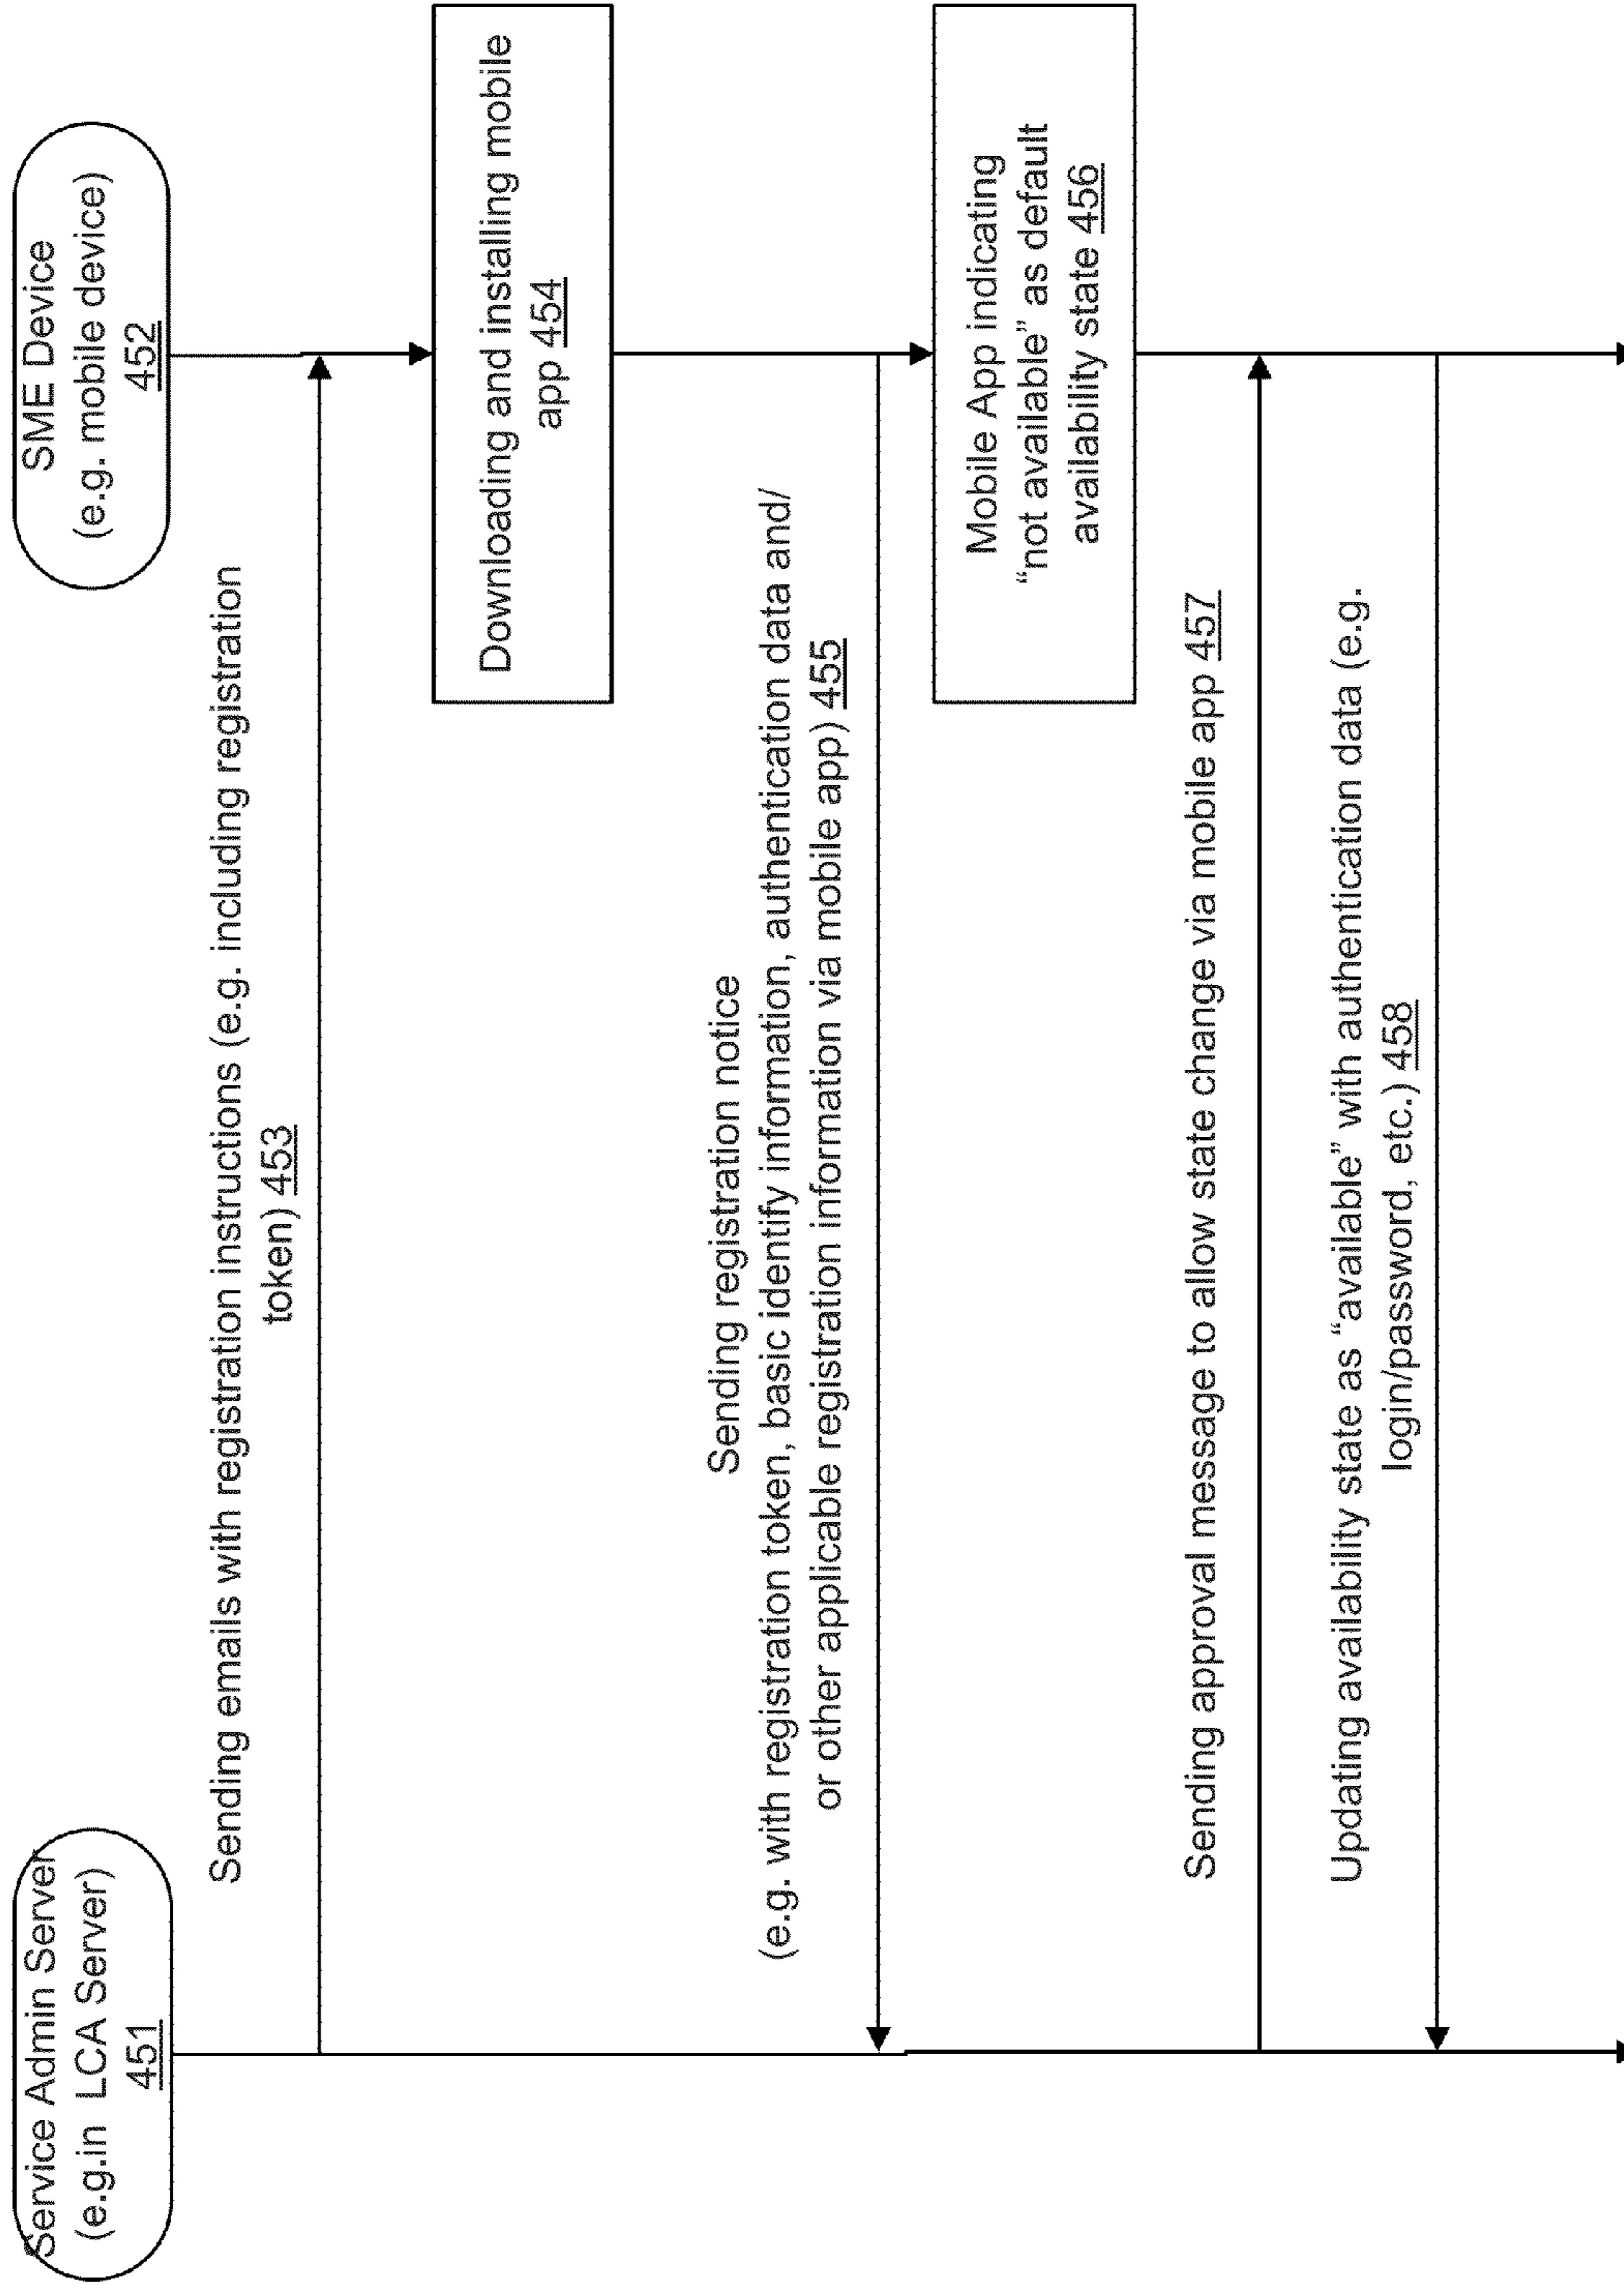 Service Admin Server
(e.g.in LCA Server)
451
SME Device
(e.g. mobile device)
452
Sending emails with registration instructions (e.g. including registration
token) 453
Downloading and installing mobile
app 454
Sending registration notice
(e.g. with registration token, basic identify information, authentication data and/
or other applicable registration information via mobile app) 455
Mobile App indicating
“not available” as default
availability state 456
Sending approval message to allow state change via mobile app 457
Updating availability state as “available” with authentication data (e.g.
login/password, etc.) 458